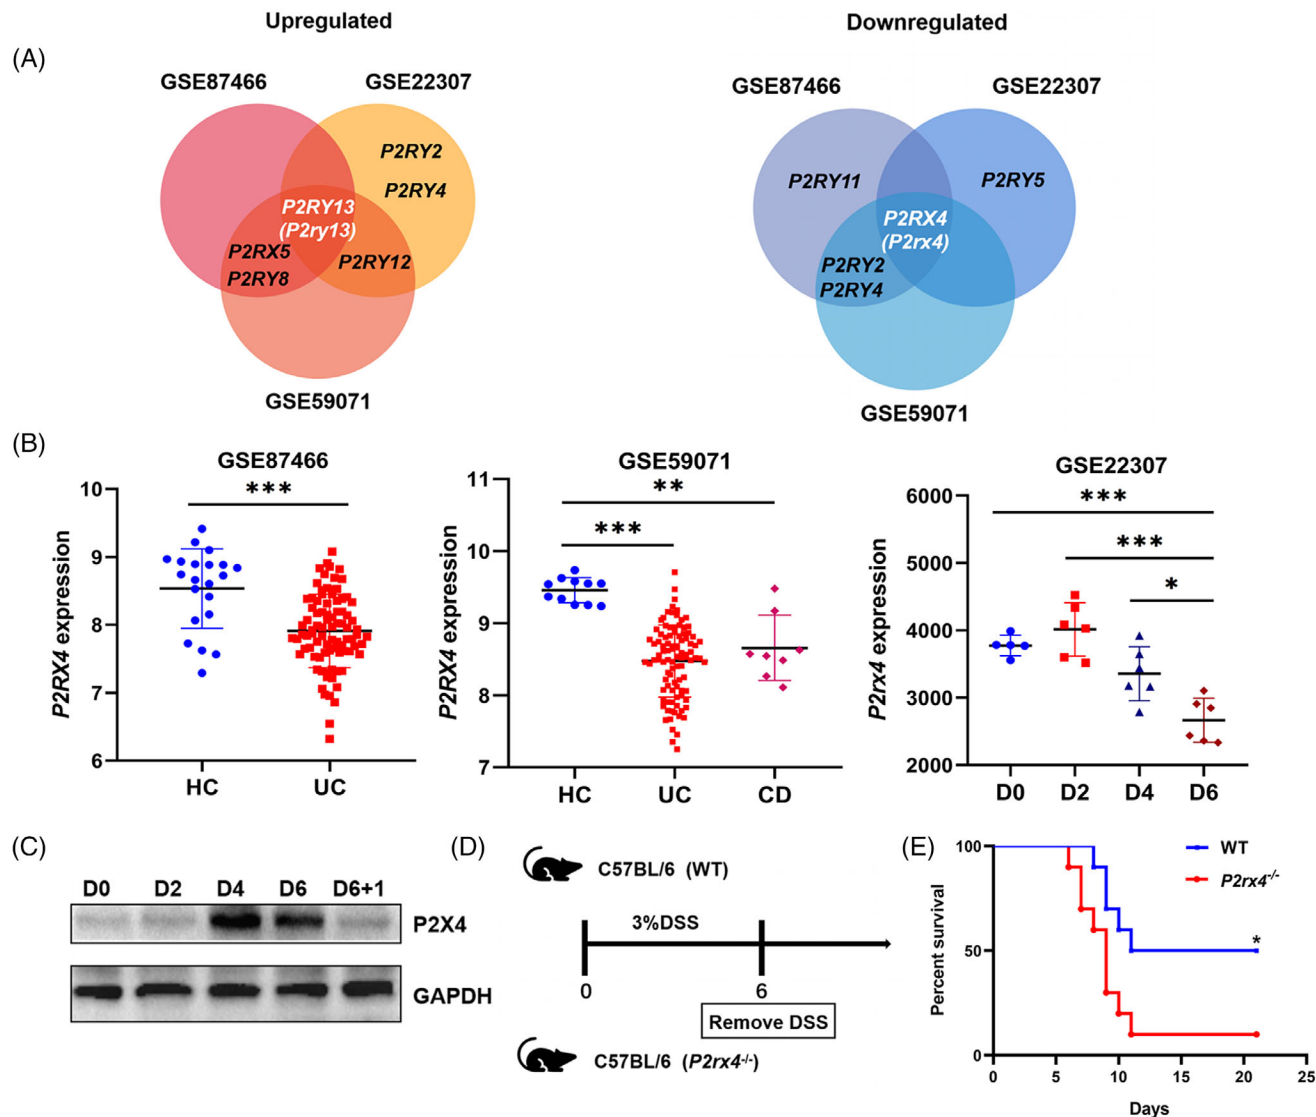 Upregulated
Downregulated
(A)
GSE87466
GSE22307
P2RY2
P2RY4
P2RY13
(P2ry13)
P2RX5
P2RY8
P2RY12
GSE59071
GSE87466
GSE22307
P2RY11
P2RY5
P2RX4
(P2rx4)
P2RY2
P2RY4
GSE59071
(B)
GSE87466
***
P2RX4 expression
10
9
8
7
6
HC UC
GSE59071
**
***
P2RX4 expression
11
10
9
8
7
HC UC CD
GSE22307
***
***
*
P2rx4 expression
6000
5000
4000
3000
2000
D0 D2 D4 D6
(C)
D0 D2 D4 D6 D6+1
P2X4
GAPDH
(D)
C57BL/6 (WT)
3%DSS
0 6
Remove DSS
C57BL/6 (P2rx4-/-)
(E)
WT
P2rx4-/-
*
Percent survival
100
50
0
0 5 10 15 20 25
Days